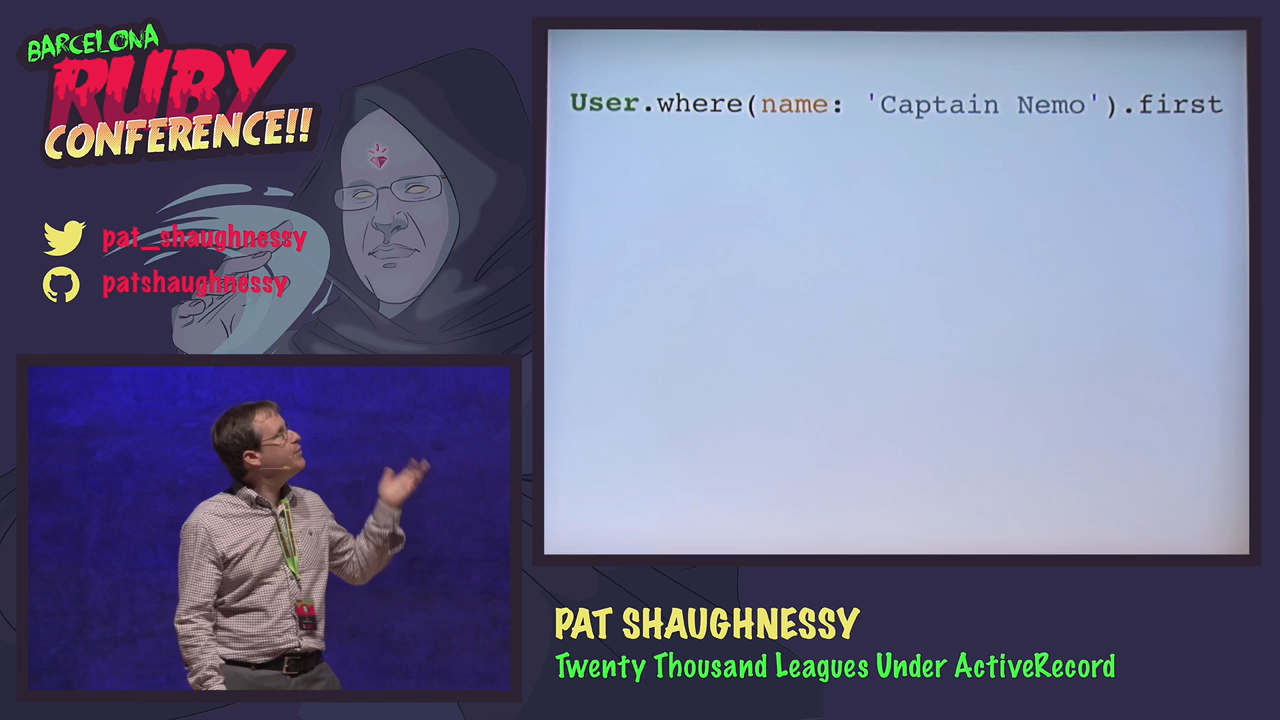 BARCELONA
RUBY
CONFERENCE!!
pat_shaughnessy
patshaughnessy
User.where(name: 'Captain Nemo').first
PAT SHAUGHNESSY
Twenty Thousand Leagues Under ActiveRecord